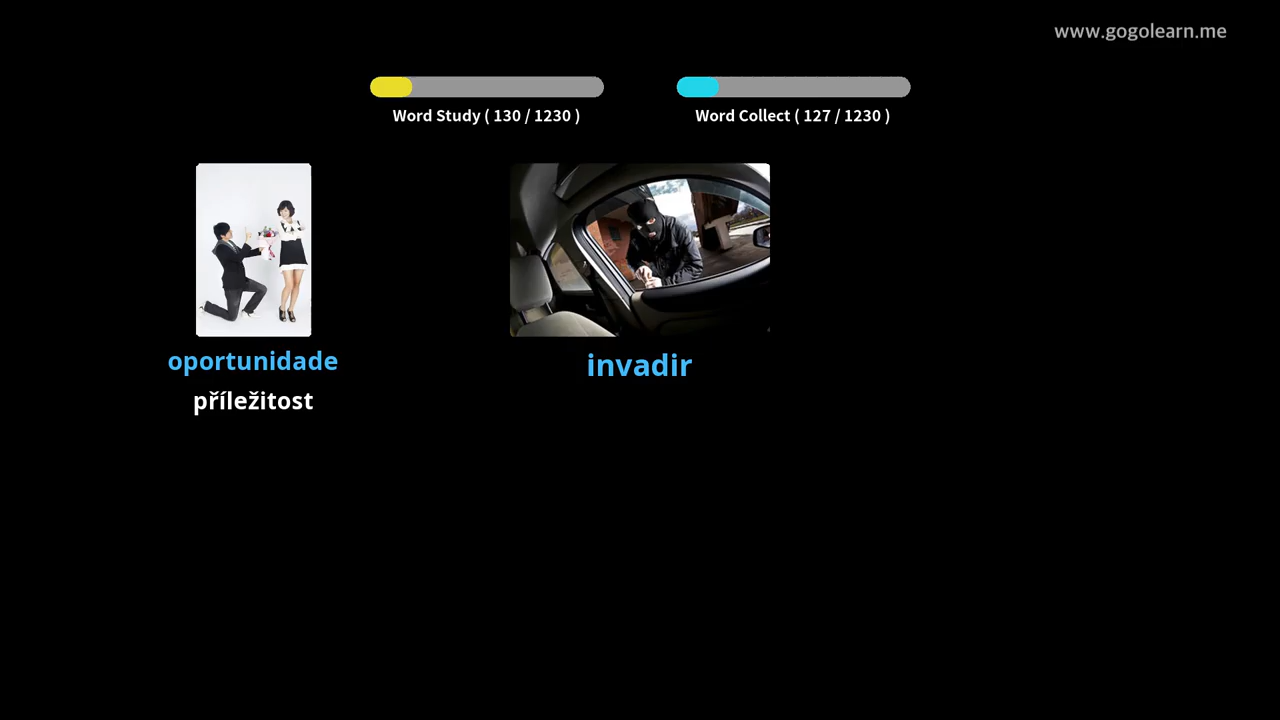 www.gogolearn.me
Word Study ( 130 / 1230 )
Word Collect ( 127 / 1230 )
oportunidade
příležitost
invadir